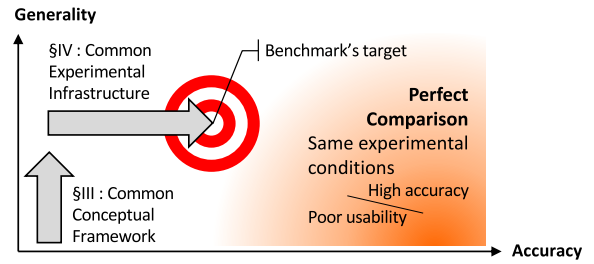 Generality
§IV : Common
Experimental
Infrastructure
Benchmark's target
Perfect
Comparison
Same experimental
conditions
High accuracy
Poor usability
§III : Common
Conceptual
Framework
Accuracy